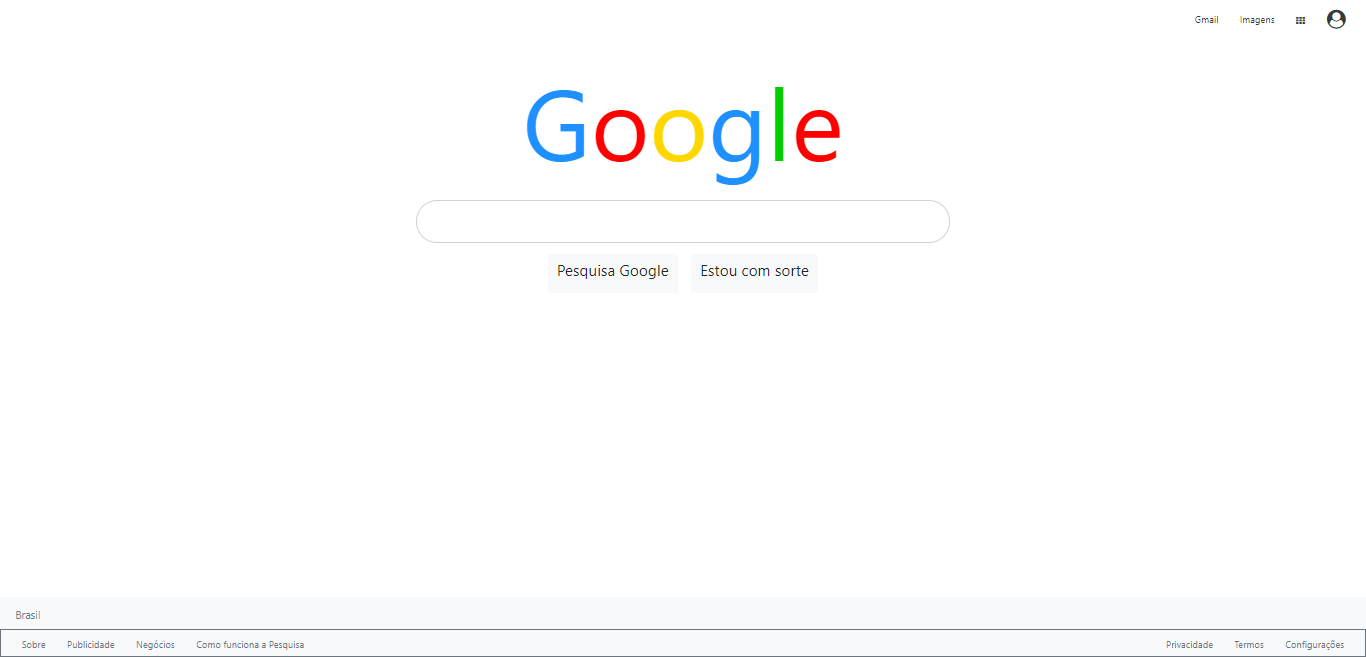 Gmail Imagens
Google
Pesquisa Google Estou com sorte
Brasil
Sobre Publicidade Negócios Como funciona a Pesquisa Privacidade Termos Configurações